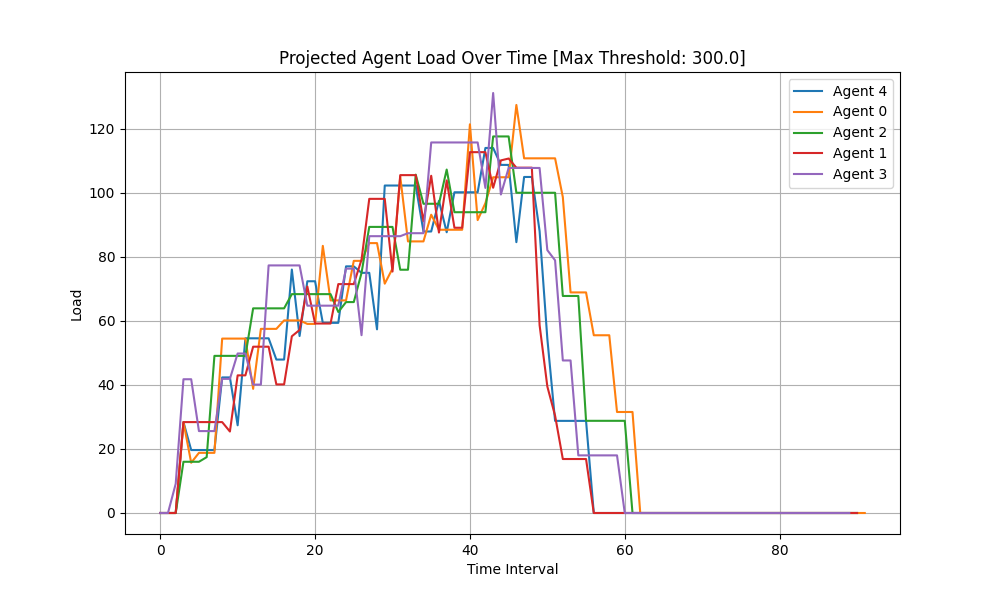 Projected Agent Load Over Time [Max Threshold: 300.0]
Agent 4
Agent 0
Agent 2
Agent 1
Agent 3
Load
120
100
80
60
40
20
0
0 20 40 60 80
Time Interval